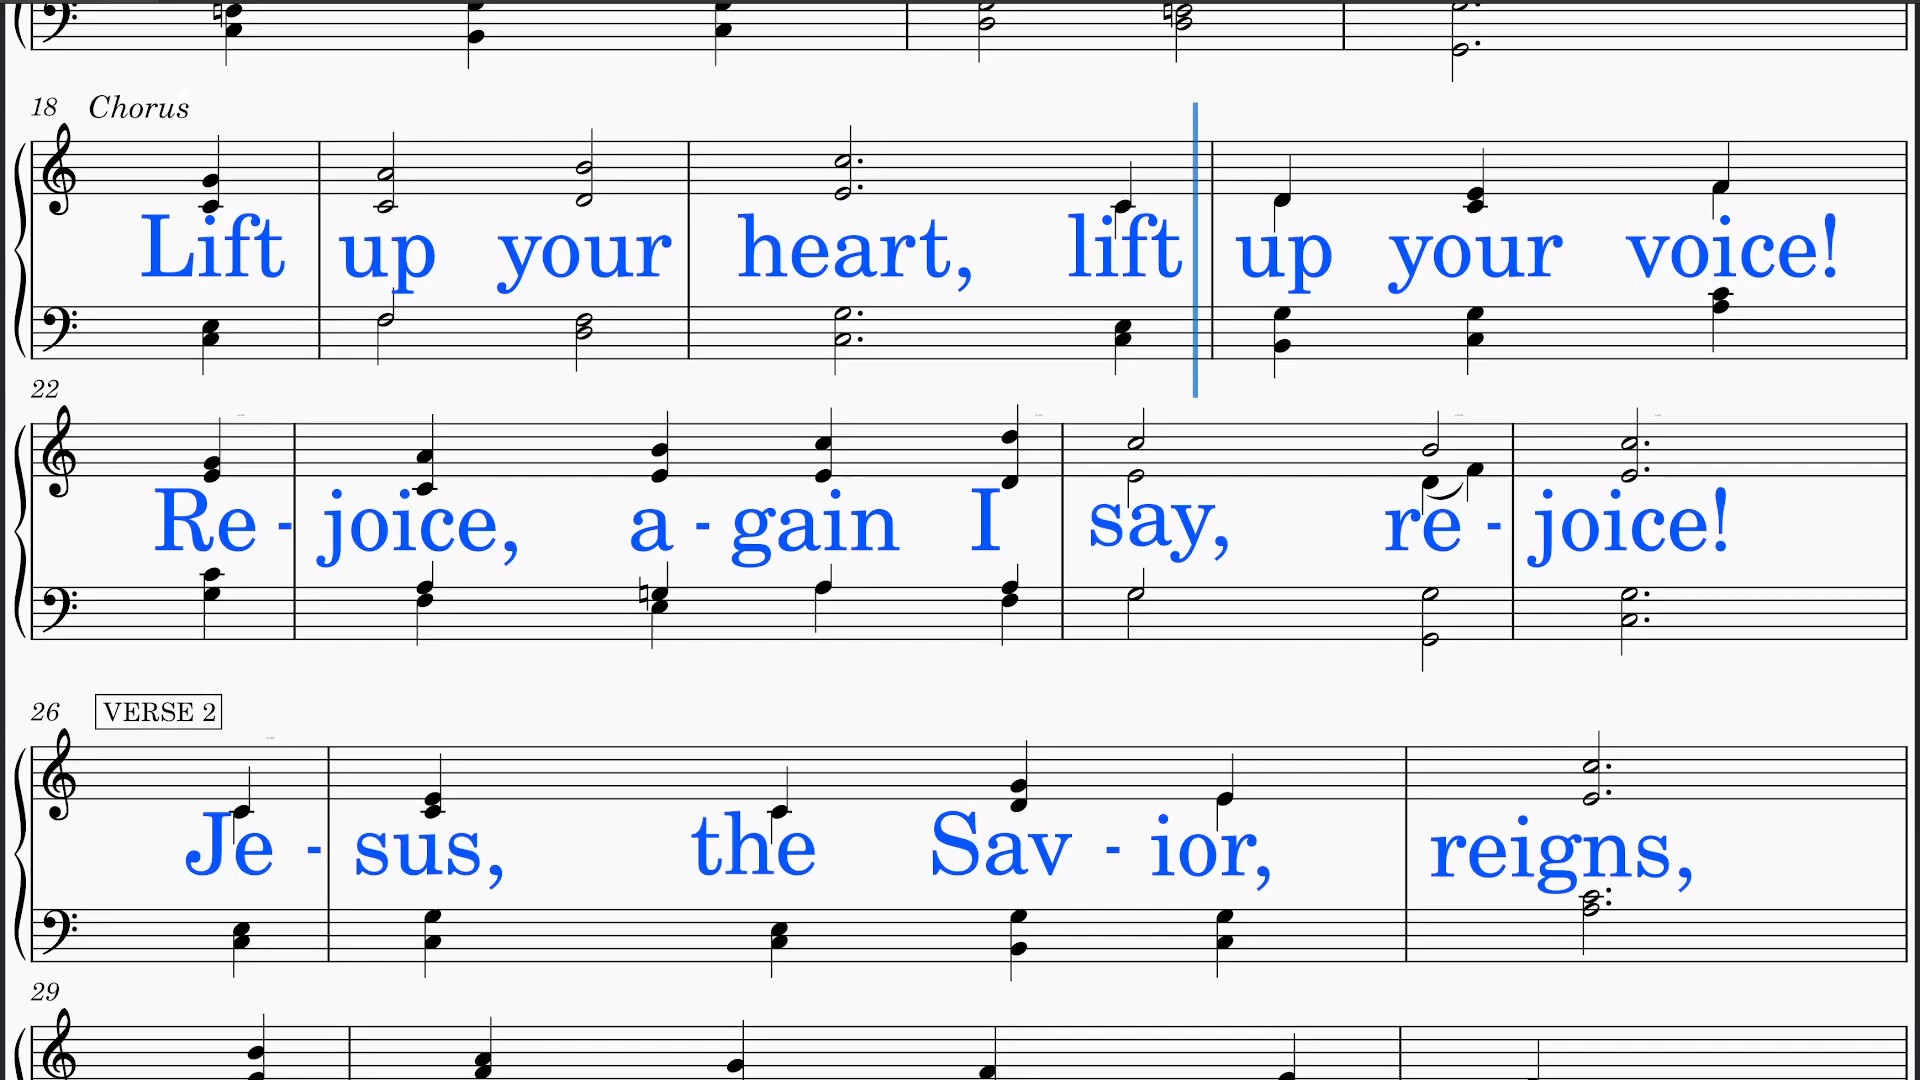 18 Chorus
Lift up your heart, lift up your voice!
22
Re - joice, a - gain I say, re - joice!
26 VERSE 2
Je - sus, the Sav - ior, reigns,
29